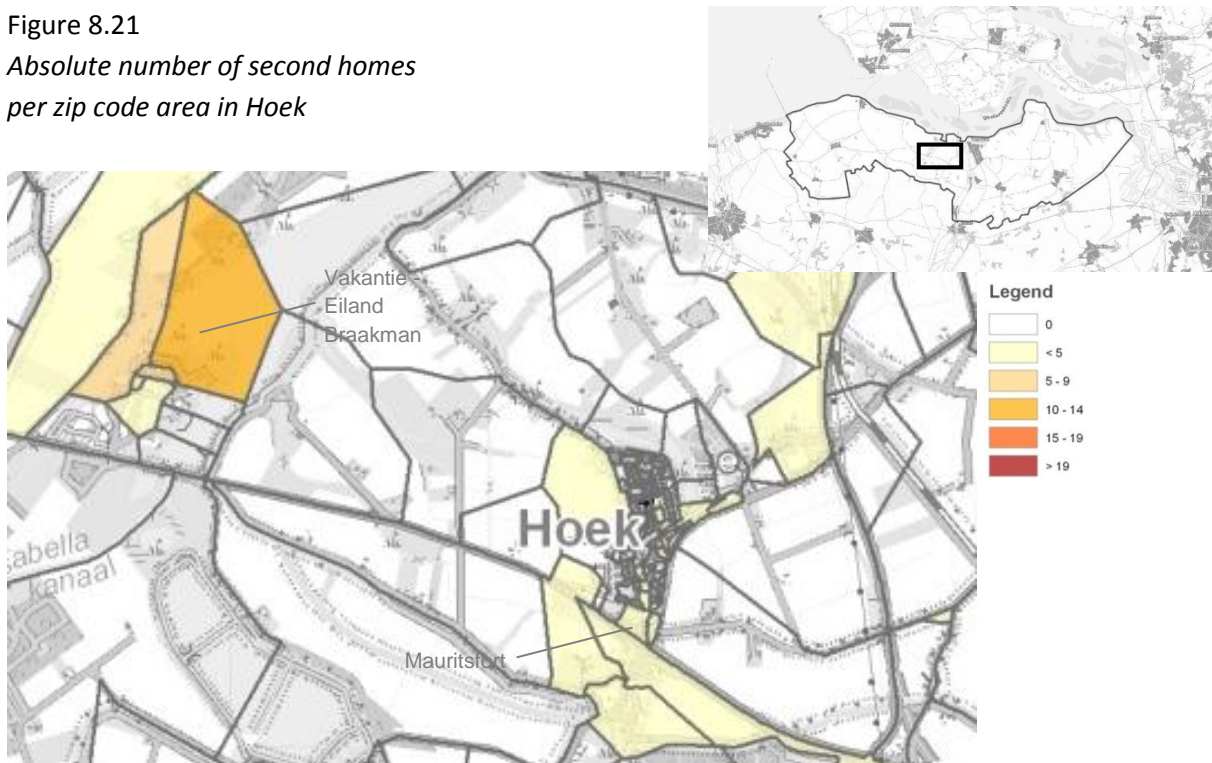 Figure 8.21
Absolute number of second homes
per zip code area in Hoek
Vakantie -
Eiland
Braakman
Hoek
Mauritsfort
sabella
kanaal
Legend
0
< 5
5 - 9
10 - 14
15 - 19
> 19